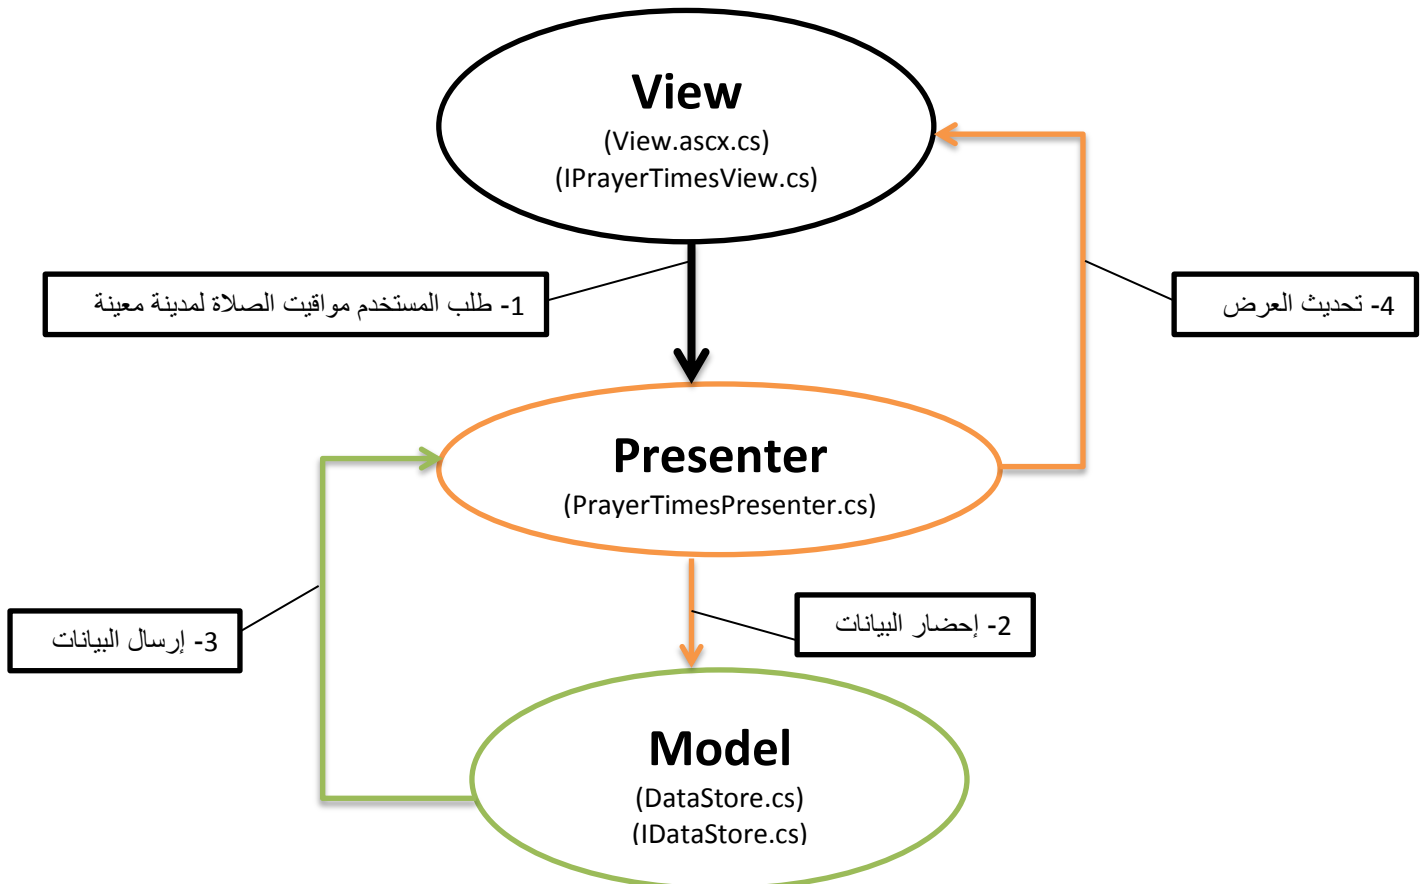 View
(View.ascx.cs)
(IPrayerTimesView.cs)
1- طلب المستخدم مواقيت الصلاة لمدينة معينة
4- تحديث العرض
Presenter
(PrayerTimesPresenter.cs)
2- إحضار البيانات
3- إرسال البيانات
Model
(DataStore.cs)
(IDataStore.cs)